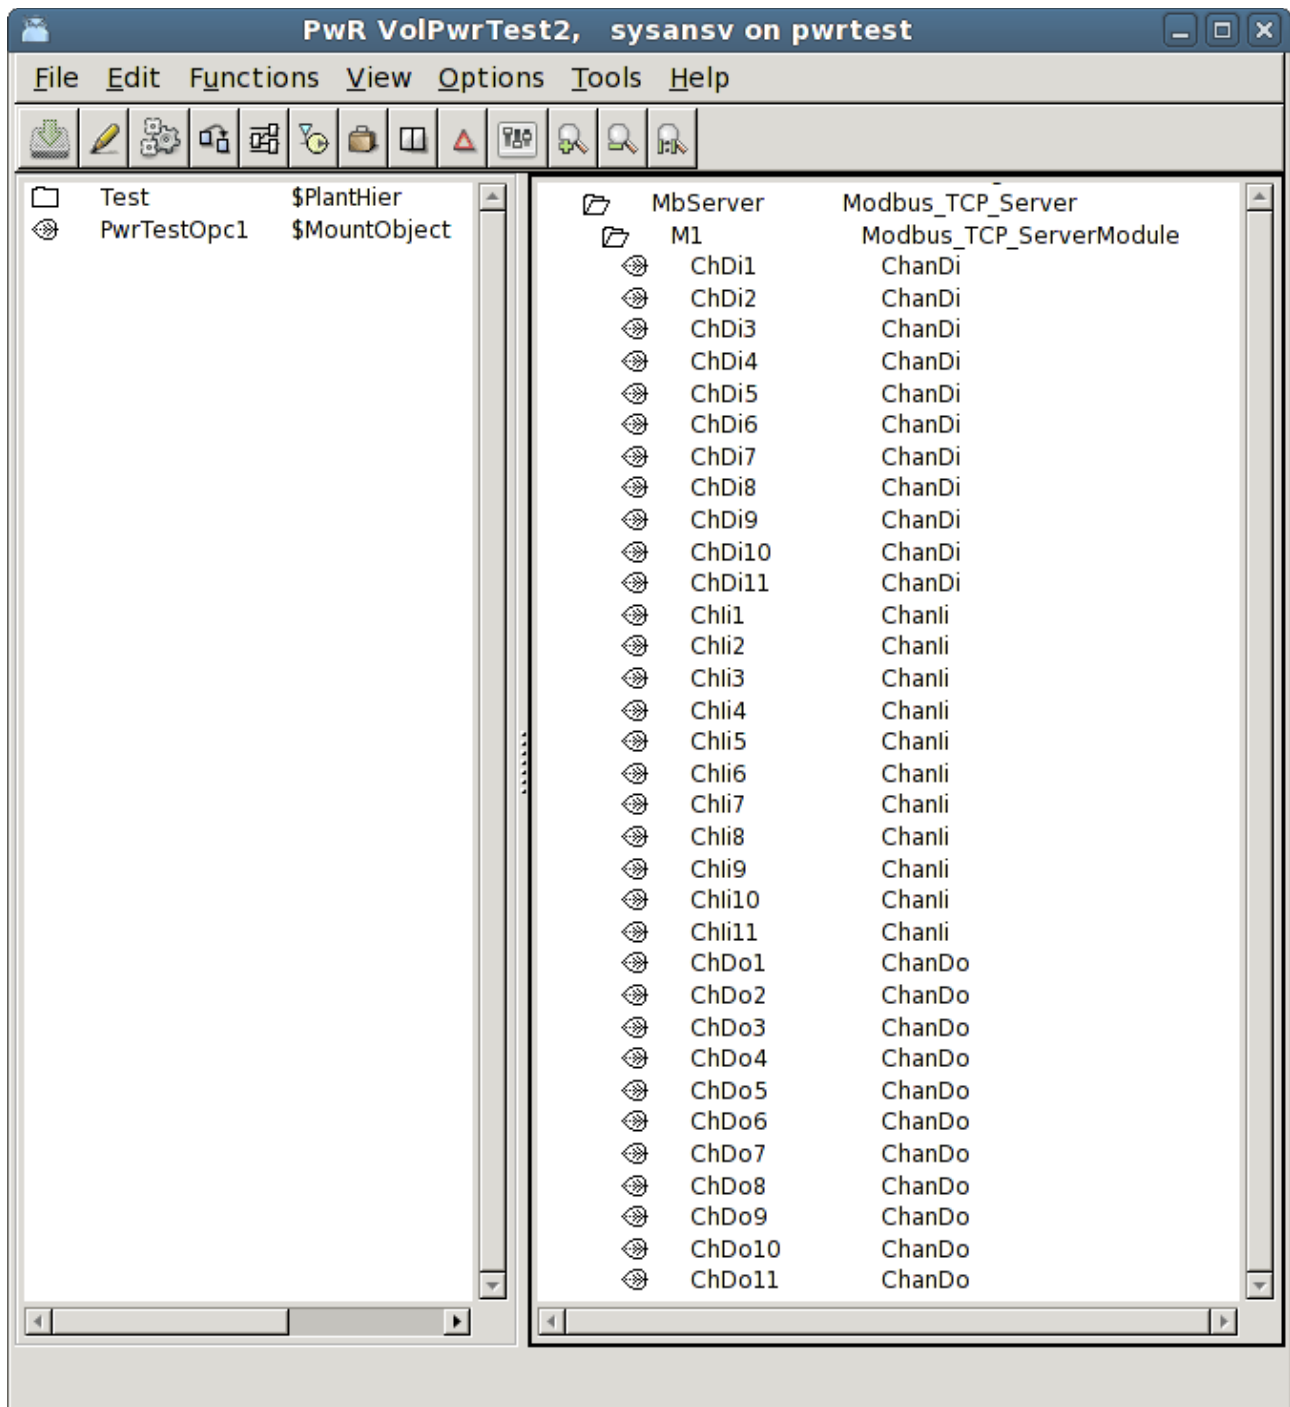 PwR VolPwrTest2, sysansv on pwrtest
File Edit Functions View Options Tools Help
Test $PlantHier
PwrTestOpc1 $MountObject
MbServer Modbus_TCP_Server
M1 Modbus_TCP_ServerModule
ChDi1 ChanDi
ChDi2 ChanDi
ChDi3 ChanDi
ChDi4 ChanDi
ChDi5 ChanDi
ChDi6 ChanDi
ChDi7 ChanDi
ChDi8 ChanDi
ChDi9 ChanDi
ChDi10 ChanDi
ChDi11 ChanDi
ChIi1 ChanIi
ChIi2 ChanIi
ChIi3 ChanIi
ChIi4 ChanIi
ChIi5 ChanIi
ChIi6 ChanIi
ChIi7 ChanIi
ChIi8 ChanIi
ChIi9 ChanIi
ChIi10 ChanIi
ChIi11 ChanIi
ChDo1 ChanDo
ChDo2 ChanDo
ChDo3 ChanDo
ChDo4 ChanDo
ChDo5 ChanDo
ChDo6 ChanDo
ChDo7 ChanDo
ChDo8 ChanDo
ChDo9 ChanDo
ChDo10 ChanDo
ChDo11 ChanDo